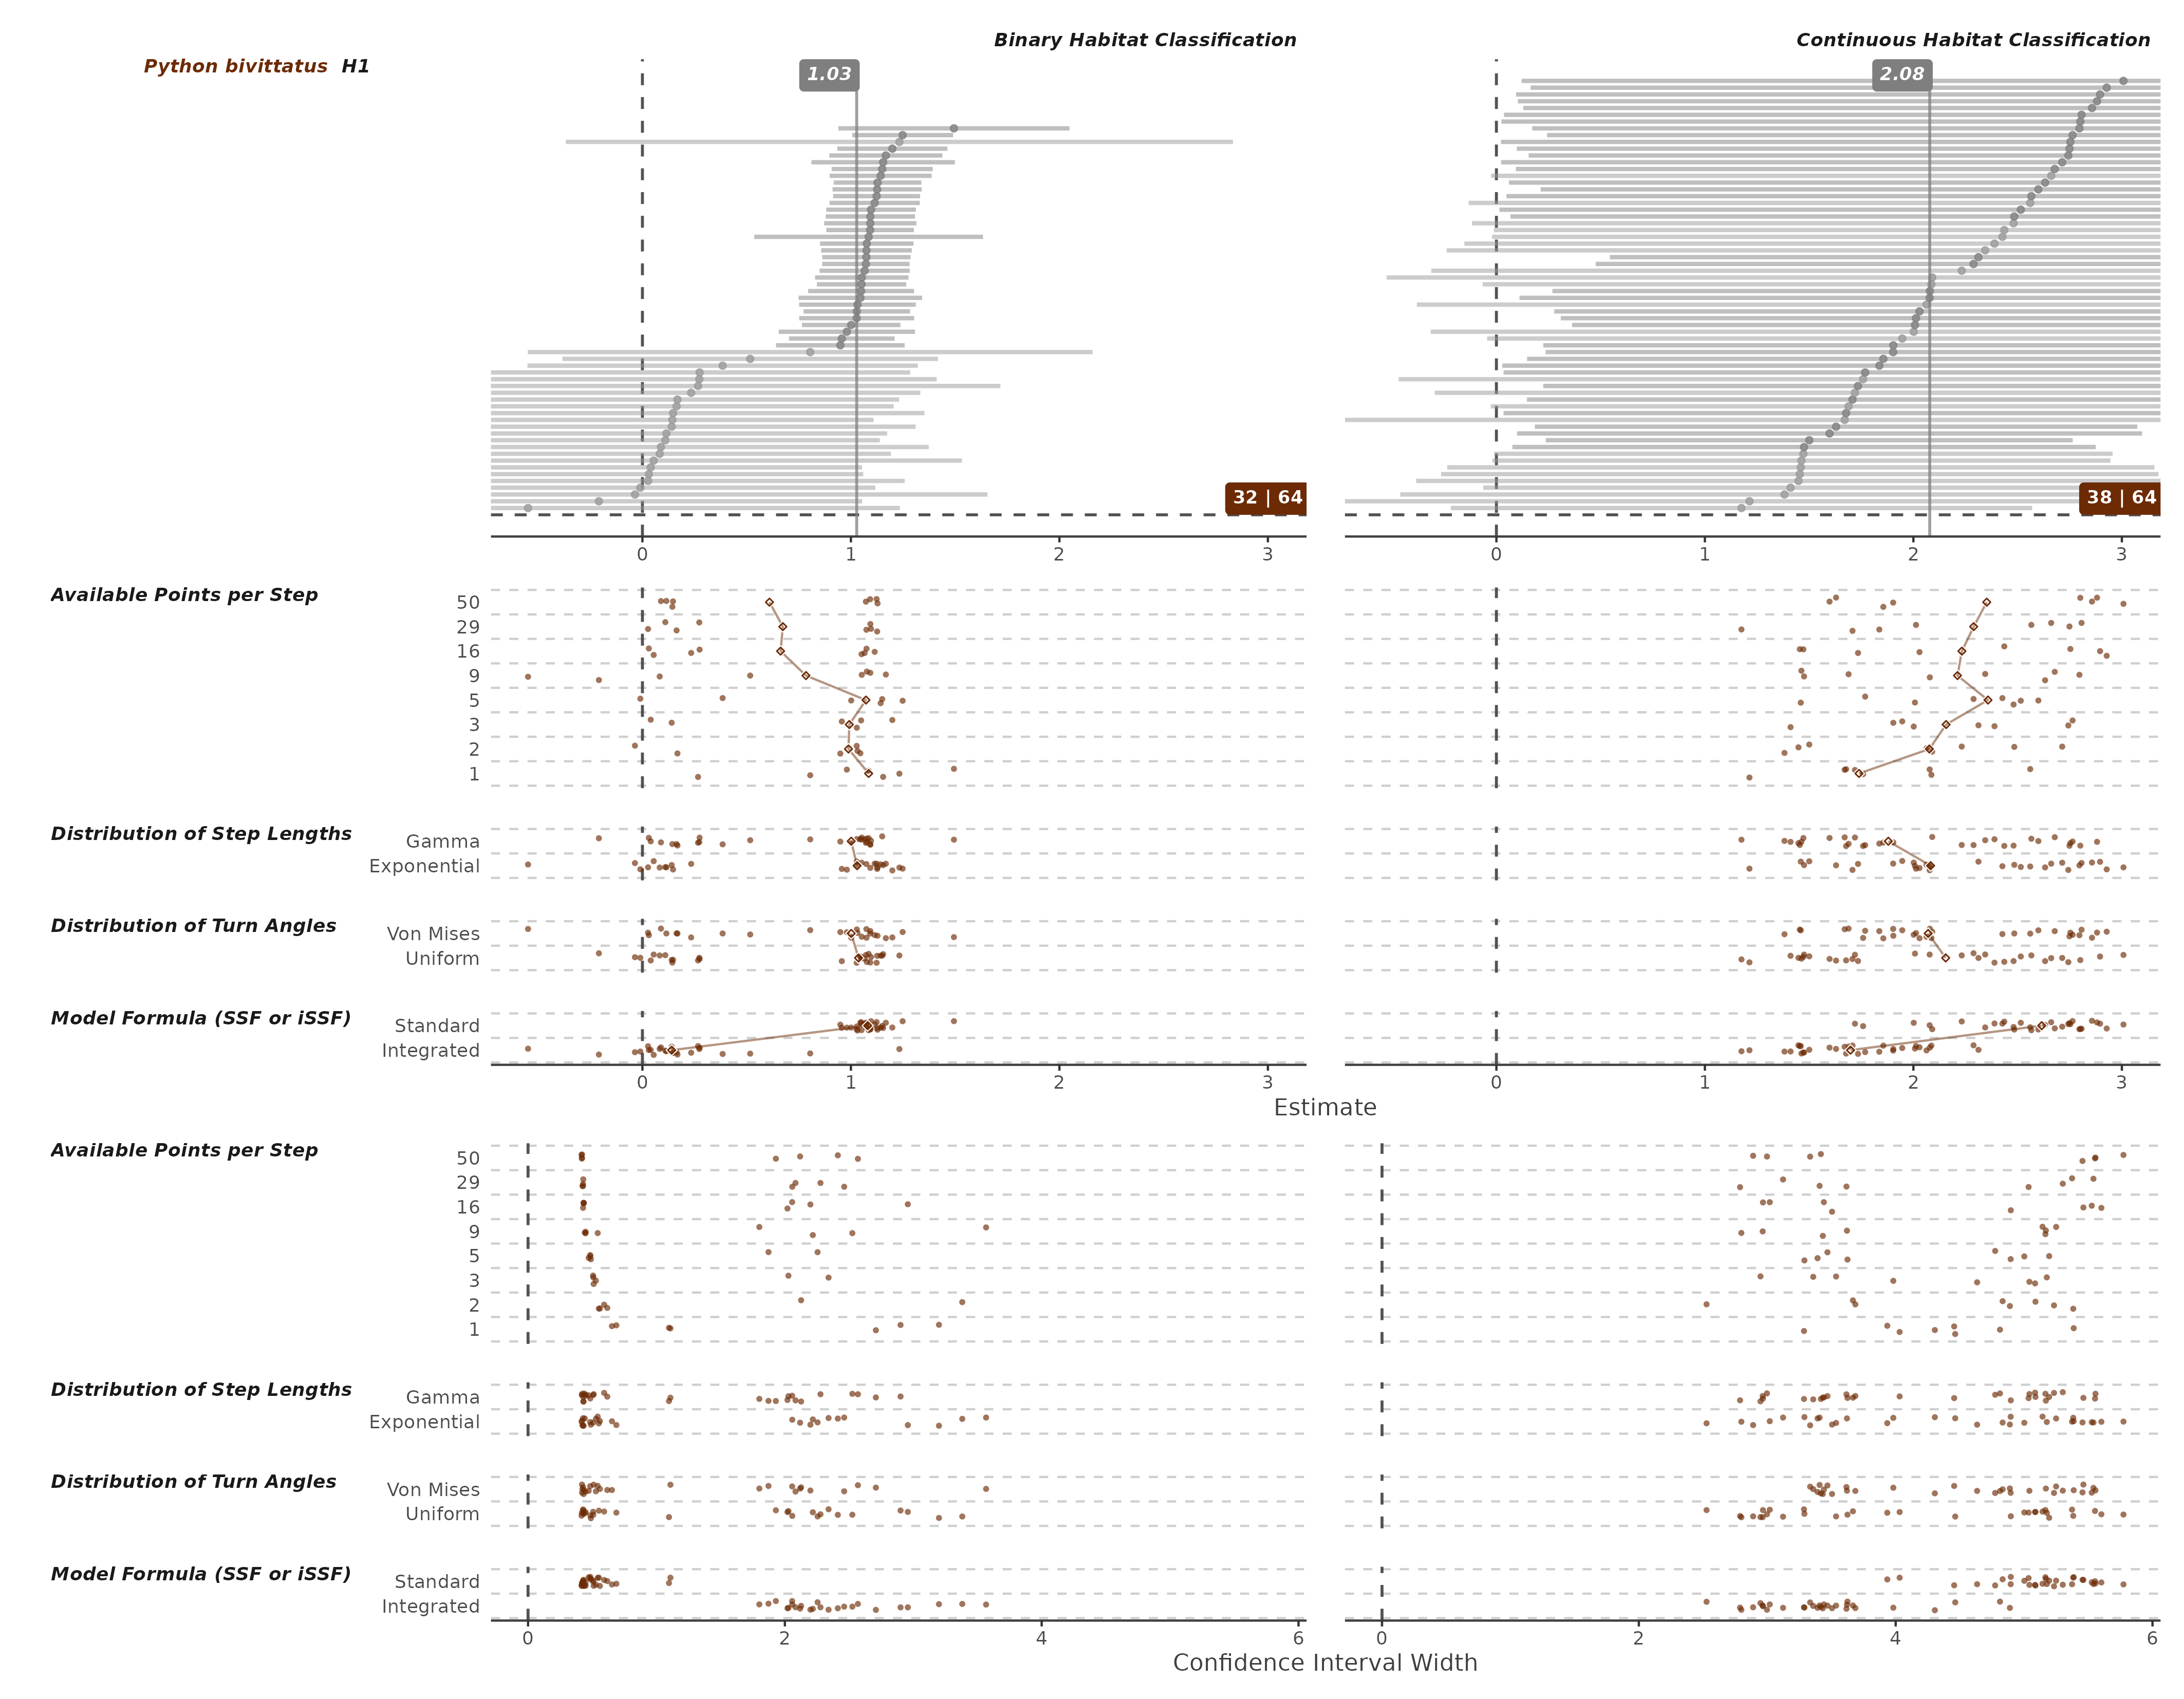 Binary Habitat Classification
Continuous Habitat Classification
Python bivittatus H1
1.03
2.08
32 | 64
38 | 64
0 1 2 3
0 1 2 3
Available Points per Step
50
29
16
9
5
3
2
1
Distribution of Step Lengths
Gamma
Exponential
Distribution of Turn Angles
Von Mises
Uniform
Model Formula (SSF or iSSF)
Standard
Integrated
0 1 2 3
0 1 2 3
Estimate
Available Points per Step
50
29
16
9
5
3
2
1
Distribution of Step Lengths
Gamma
Exponential
Distribution of Turn Angles
Von Mises
Uniform
Model Formula (SSF or iSSF)
Standard
Integrated
0 2 4 6
0 2 4 6
Confidence Interval Width